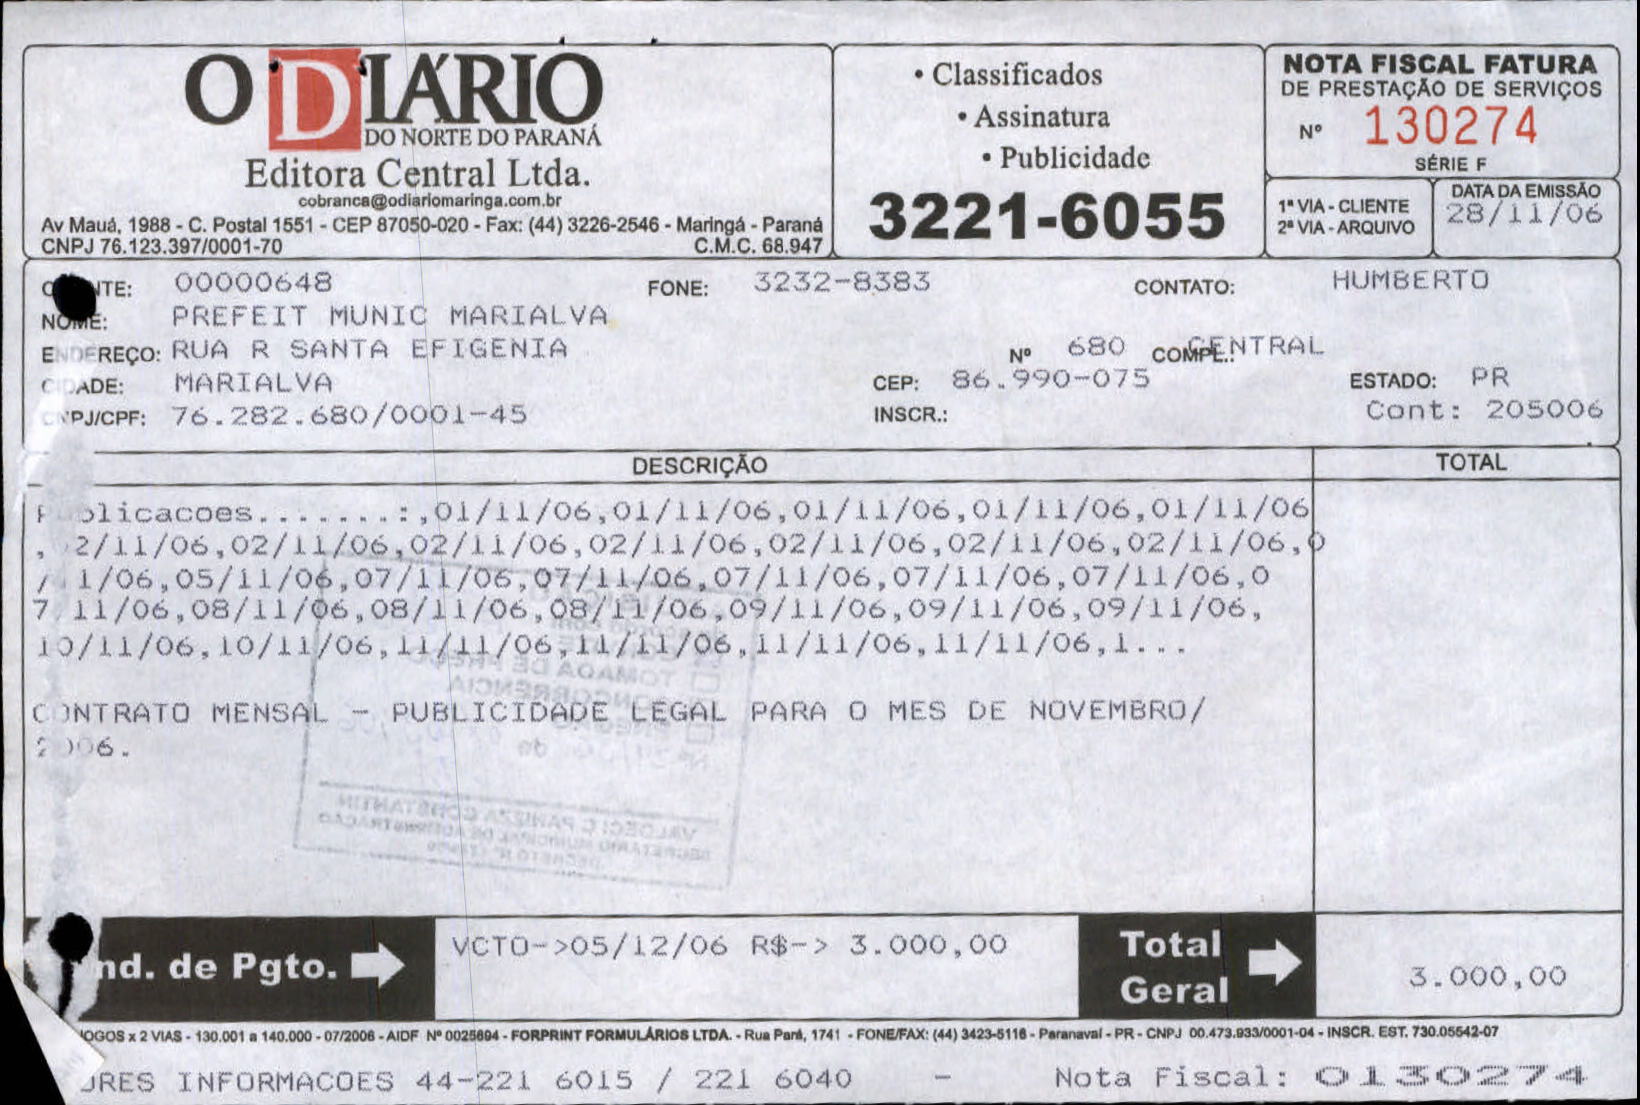 O DIÁRIO
DO NORTE DO PARANÁ
Editora Central Ltda.
cobranca@odiariomaringa.com.br
Av Mauá, 1988 - C. Postal 1551 - CEP 87050-020 - Fax: (44) 3226-2546 - Maringá - Paraná
CNPJ 76.123.397/0001-70 C.M.C. 68.947
• Classificados
• Assinatura
• Publicidade
3221-6055
NOTA FISCAL FATURA
DE PRESTAÇÃO DE SERVIÇOS
Nº 130274
SÉRIE F
1ª VIA - CLIENTE
2ª VIA - ARQUIVO
DATA DA EMISSÃO
28/11/06
00000648 FONE: 3232-8383 CONTATO: HUMBERTO
NOME: PREFEIT MUNIC MARIALVA
ENDEREÇO: RUA R SANTA EFIGENIA Nº 680 COMPL.: CENTRAL
CIDADE: MARIALVA CEP: 86.990-075 ESTADO: PR
CNPJ/CPF: 76.282.680/0001-45 INSCR.: Cont: 205006
DESCRIÇÃO TOTAL
Publicacoes.......:,01/11/06,01/11/06,01/11/06,01/11/06,01/11/06
, 2/11/06,02/11/06,02/11/06,02/11/06,02/11/06,02/11/06,02/11/06,0
/ 1/06,05/11/06,07/11/06,07/11/06,07/11/06,07/11/06,07/11/06,0
7 11/06,08/11/06,08/11/06,08/11/06,09/11/06,09/11/06,09/11/06,
10/11/06,10/11/06,11/11/06,11/11/06,11/11/06,11/11/06,1...
CONTRATO MENSAL - PUBLICIDADE LEGAL PARA O MES DE NOVEMBRO/
2006.
nd. de Pgto. VCTO->05/12/06 R$-> 3.000,00 Total Geral 3.000,00
JOGOS x 2 VIAS - 130.001 a 140.000 - 07/2006 - AIDF Nº 0025694 - FORPRINT FORMULÁRIOS LTDA. - Rua Pará, 1741 - FONE/FAX: (44) 3423-5116 - Paranavaí - PR - CNPJ 00.473.933/0001-04 - INSCR. EST. 730.05542-07
ORES INFORMACOES 44-221 6015 / 221 6040 - Nota Fiscal: 0130274